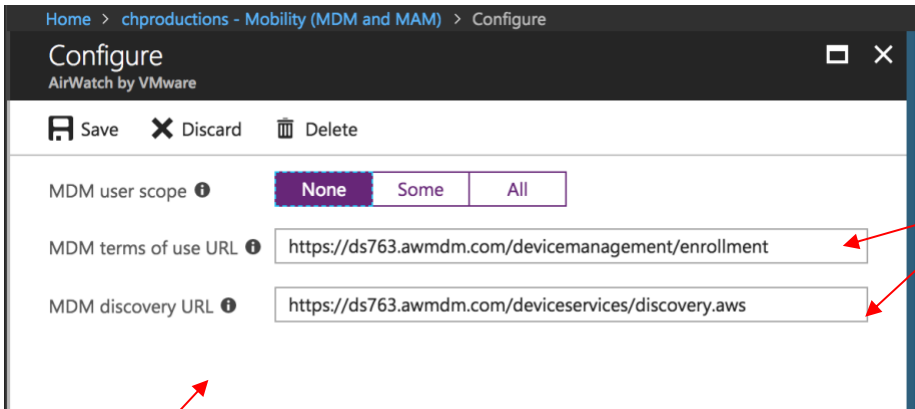 Home > chproductions - Mobility (MDM and MAM) > Configure
Configure
AirWatch by VMware
Save Discard Delete
MDM user scope None Some All
MDM terms of use URL https://ds763.awmdm.com/devicemanagement/enrollment
MDM discovery URL https://ds763.awmdm.com/deviceservices/discovery.aws